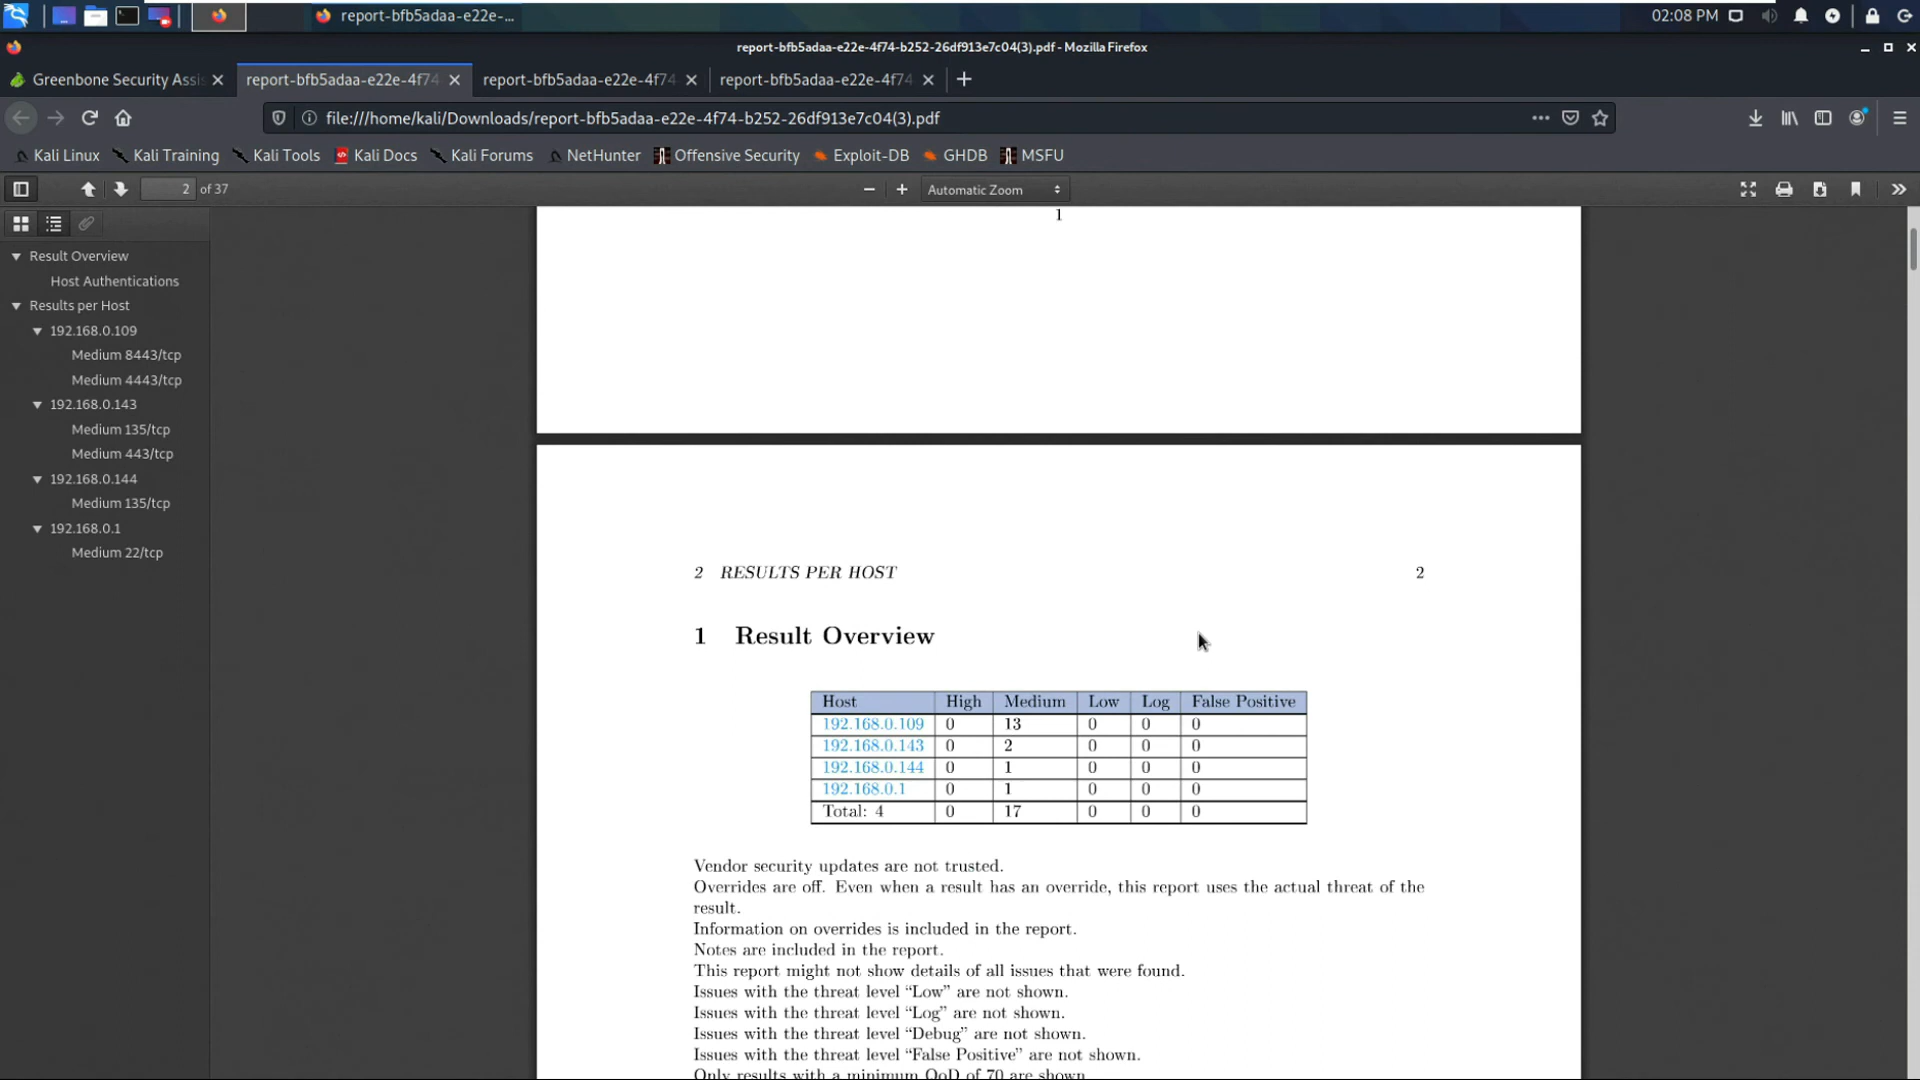 report-bfb5adaa-e22e-...
02:08 PM
report-bfb5adaa-e22e-4f74-b252-26df913e7c04(3).pdf - Mozilla Firefox
Greenbone Security Assis
report-bfb5adaa-e22e-4f74
report-bfb5adaa-e22e-4f74
report-bfb5adaa-e22e-4f74
file:///home/kali/Downloads/report-bfb5adaa-e22e-4f74-b252-26df913e7c04(3).pdf
Kali Linux Kali Training Kali Tools Kali Docs Kali Forums NetHunter Offensive Security Exploit-DB GHDB MSFU
2 of 37
Automatic Zoom
Result Overview
Host Authentications
Results per Host
192.168.0.109
Medium 8443/tcp
Medium 4443/tcp
192.168.0.143
Medium 135/tcp
Medium 443/tcp
192.168.0.144
Medium 135/tcp
192.168.0.1
Medium 22/tcp
1
2 RESULTS PER HOST 2
1 Result Overview
Host High Medium Low Log False Positive
192.168.0.109 0 13 0 0 0
192.168.0.143 0 2 0 0 0
192.168.0.144 0 1 0 0 0
192.168.0.1 0 1 0 0 0
Total: 4 0 17 0 0 0
Vendor security updates are not trusted.
Overrides are off. Even when a result has an override, this report uses the actual threat of the
result.
Information on overrides is included in the report.
Notes are included in the report.
This report might not show details of all issues that were found.
Issues with the threat level “Low” are not shown.
Issues with the threat level “Log” are not shown.
Issues with the threat level “Debug” are not shown.
Issues with the threat level “False Positive” are not shown.
Only results with a minimum QoD of 70 are shown